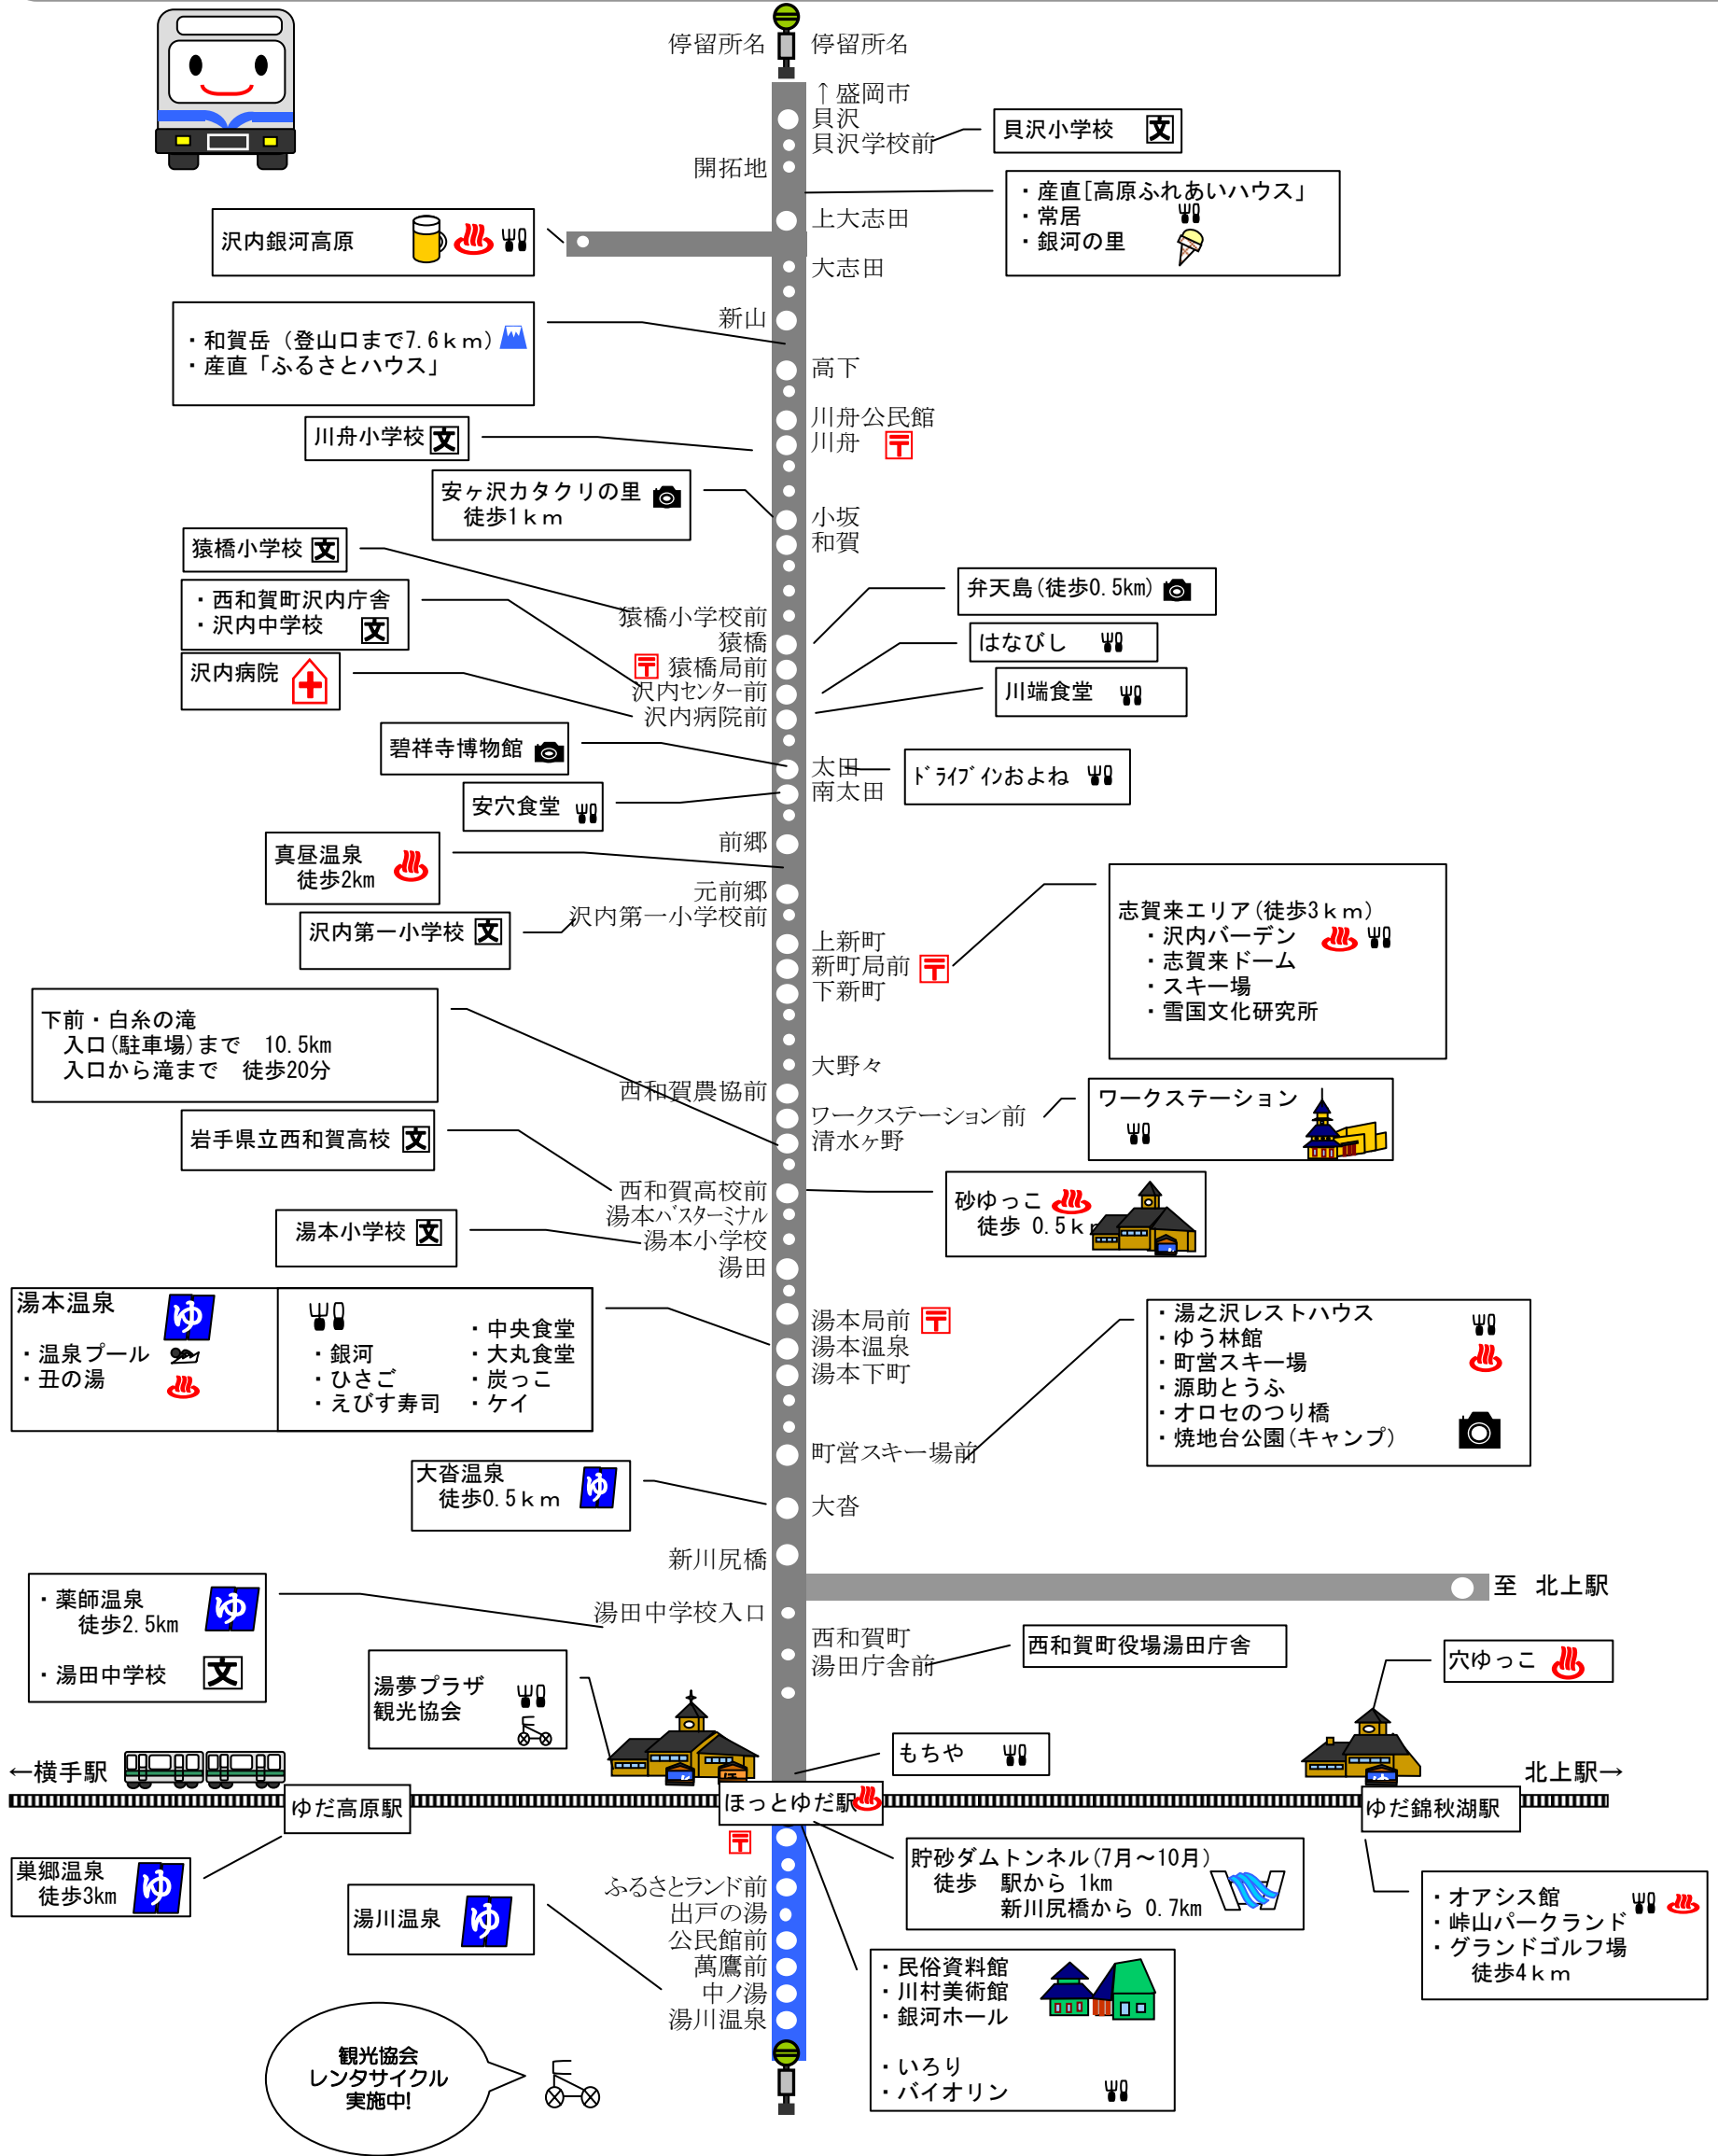 停留所名
停留所名
↑盛岡市
貝沢
貝沢学校前
貝沢小学校 文
開拓地
・産直[高原ふれあいハウス」
・常居
・銀河の里
上大志田
沢内銀河高原
大志田
新山
・和賀岳（登山口まで7.6ｋｍ）
・産直「ふるさとハウス」
高下
川舟公民館
川舟 〒
川舟小学校 文
安ヶ沢カタクリの里
徒歩1ｋｍ
小坂
和賀
猿橋小学校 文
・西和賀町沢内庁舎
・沢内中学校 文
沢内病院
猿橋小学校前
猿橋
〒 猿橋局前
沢内センター前
沢内病院前
弁天島(徒歩0.5km)
はなびし
川端食堂
碧祥寺博物館
太田
南太田
ﾄﾞﾗｲﾌﾞｲﾝおよね
安穴食堂
前郷
真昼温泉
徒歩2km
元前郷
沢内第一小学校前
沢内第一小学校 文
上新町
新町局前 〒
下新町
志賀来エリア(徒歩3ｋｍ)
・沢内バーデン
・志賀来ドーム
・スキー場
・雪国文化研究所
下前・白糸の滝
入口(駐車場)まで 10.5km
入口から滝まで 徒歩20分
大野々
西和賀農協前
ワークステーション前
清水ヶ野
ワークステーション
岩手県立西和賀高校 文
西和賀高校前
湯本バスターミナル
湯本小学校
湯田
砂ゆっこ
徒歩 0.5ｋ
湯本小学校 文
湯本温泉 ゆ
・温泉プール
・丑の湯
・銀河
・ひさご
・えびす寿司
・中央食堂
・大丸食堂
・炭っこ
・ケイ
湯本局前 〒
湯本温泉
湯本下町
・湯之沢レストハウス
・ゆう林館
・町営スキー場
・源助とうふ
・オロセのつり橋
・焼地台公園(キャンプ)
町営スキー場前
大沓温泉 ゆ
徒歩0.5ｋｍ
大沓
新川尻橋
至 北上駅
・薬師温泉 ゆ
徒歩2.5km
・湯田中学校 文
湯田中学校入口
西和賀町
湯田庁舎前
西和賀町役場湯田庁舎
穴ゆっこ
湯夢プラザ
観光協会
もちや
←横手駅
北上駅→
ゆだ高原駅
ほっとゆだ駅
ゆだ錦秋湖駅
〒
巣郷温泉 ゆ
徒歩3km
湯川温泉 ゆ
ふるさとランド前
出戸の湯
公民館前
萬鷹前
中ノ湯
湯川温泉
貯砂ダムトンネル(7月～10月)
徒歩 駅から 1km
新川尻橋から 0.7km
・オアシス館
・峠山パークランド
・グランドゴルフ場
徒歩4ｋｍ
・民俗資料館
・川村美術館
・銀河ホール
・いろり
・バイオリン
観光協会
レンタサイクル
実施中!